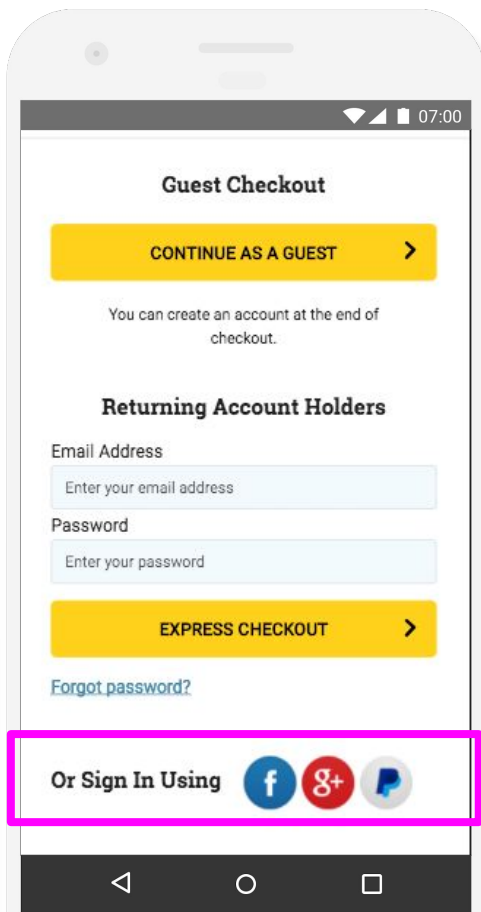 07:00
Guest Checkout
CONTINUE AS A GUEST
You can create an account at the end of
checkout.
Returning Account Holders
Email Address
Enter your email address
Password
Enter your password
EXPRESS CHECKOUT
Forgot password?
Or Sign In Using f g+ P